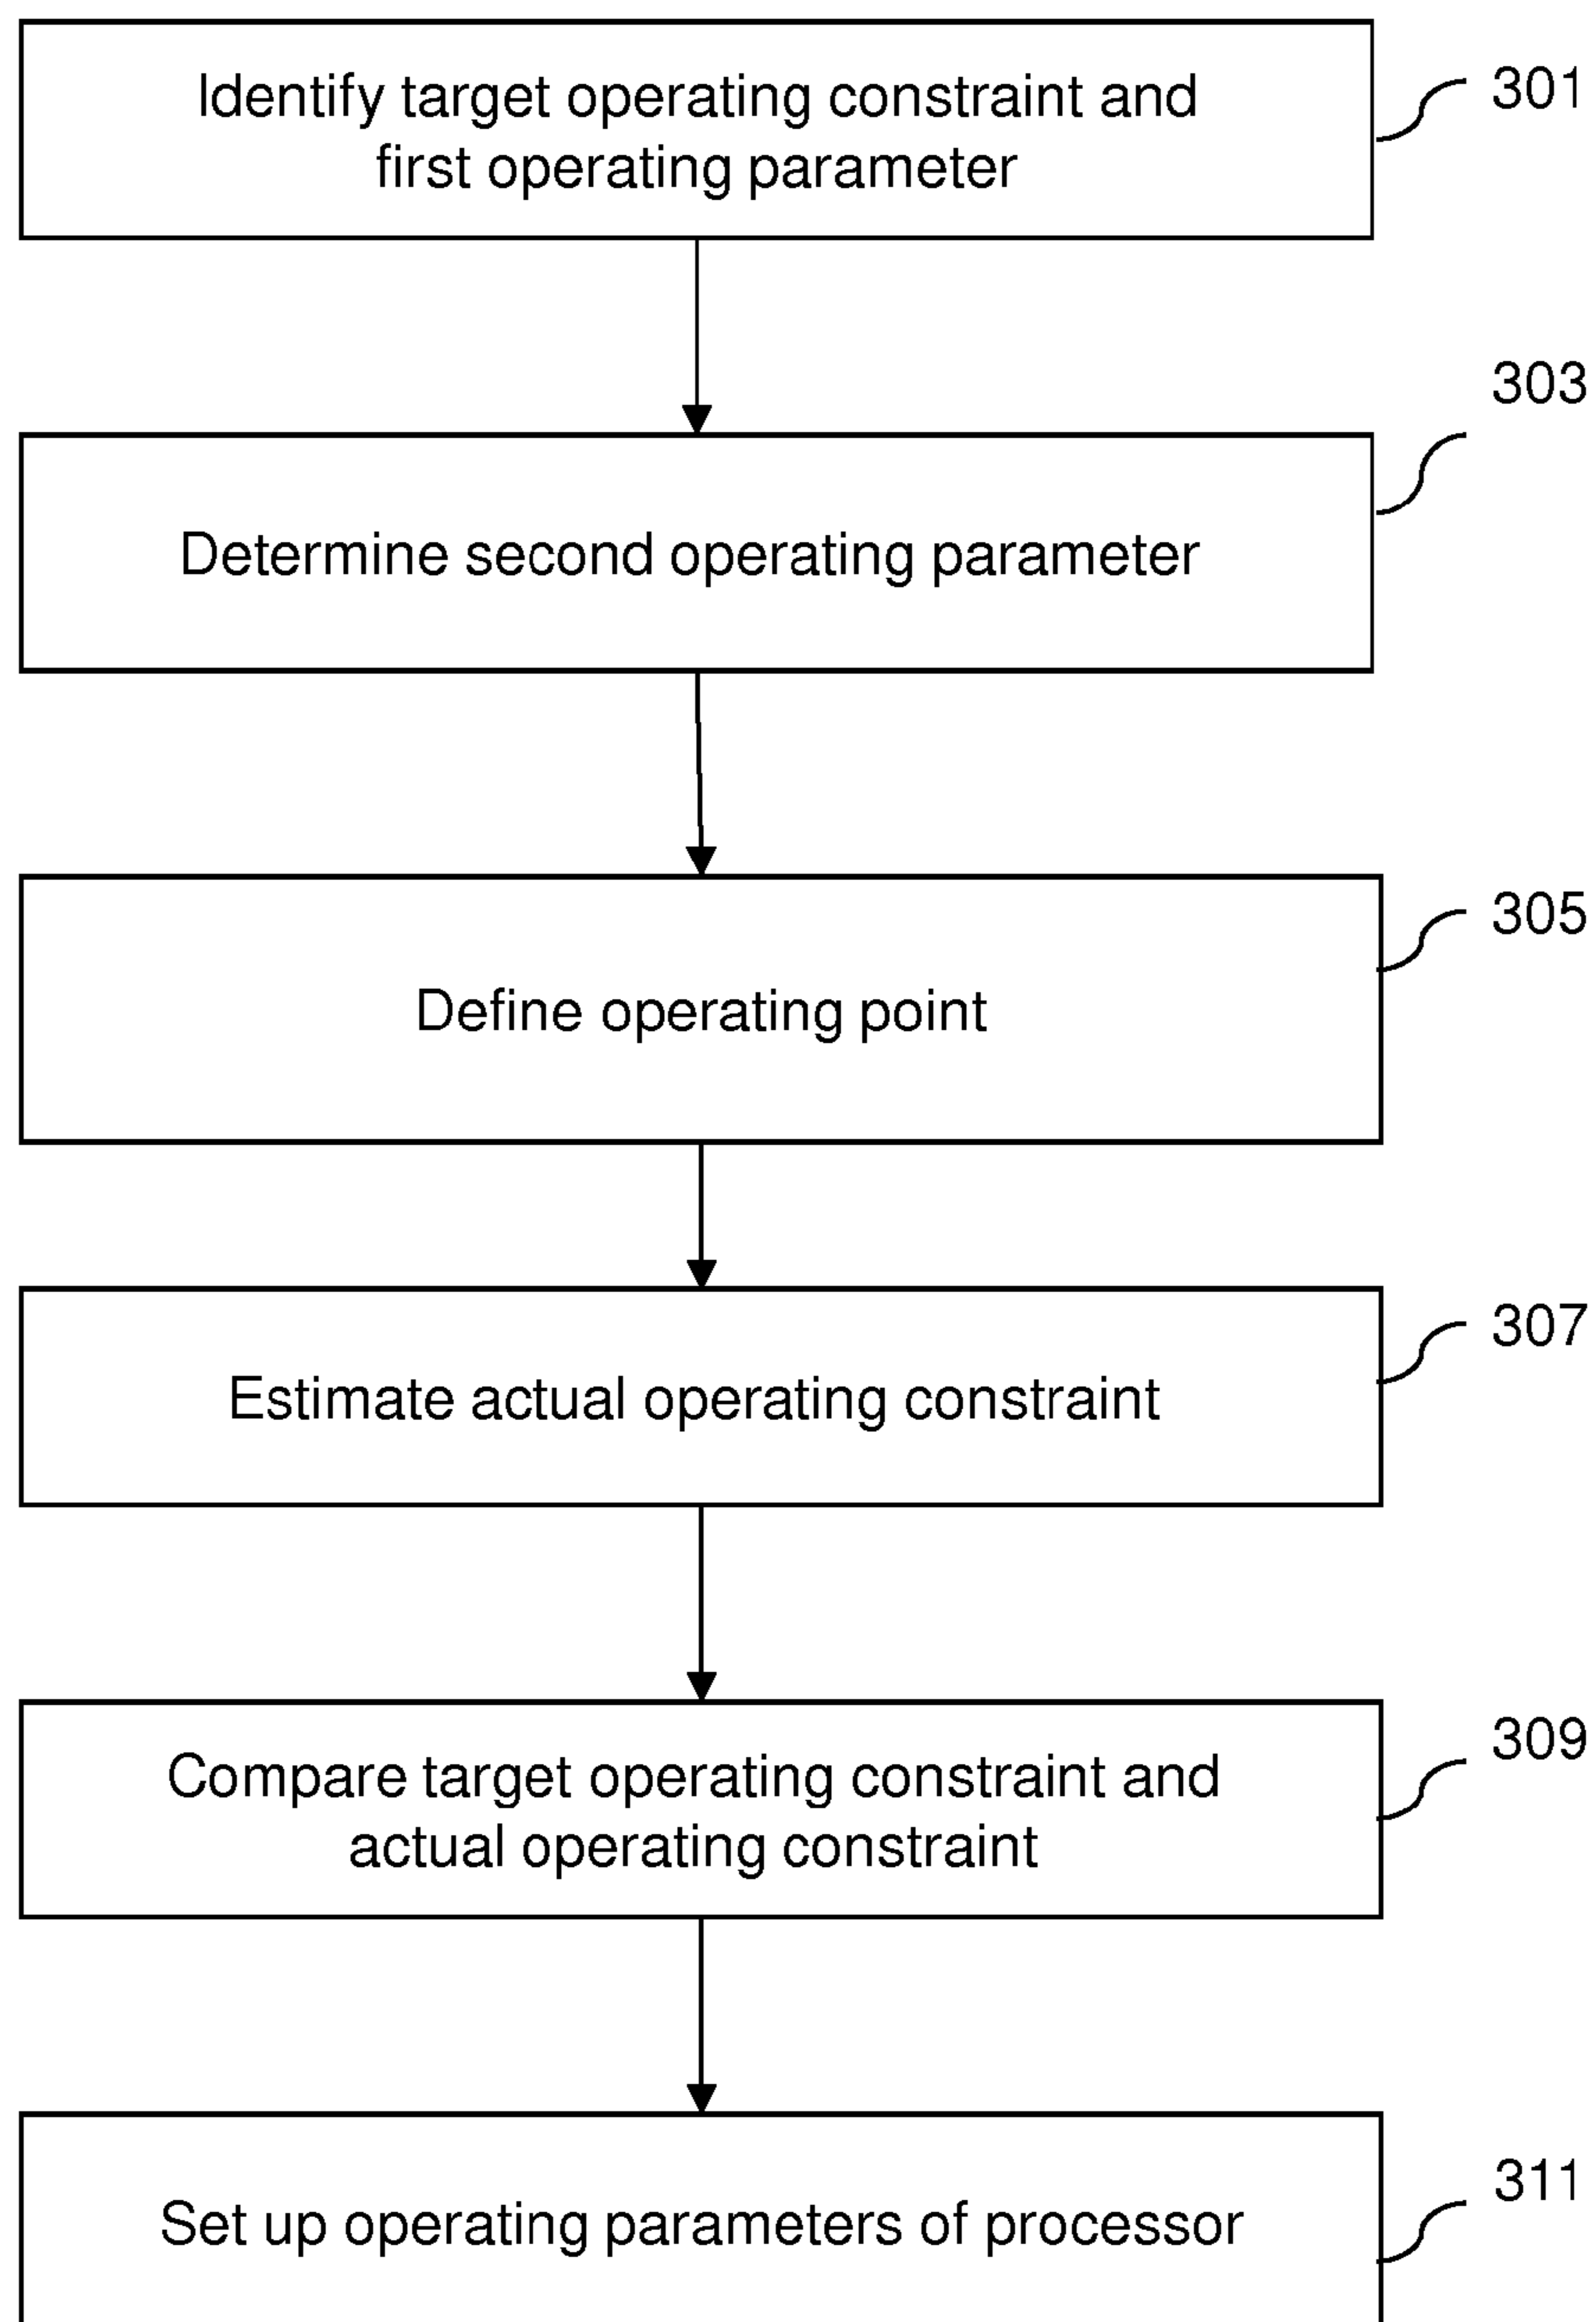 Identify target operating constraint and
first operating parameter
301
303
Determine second operating parameter
305
Define operating point
307
Estimate actual operating constraint
309
Compare target operating constraint and
actual operating constraint
311
Set up operating parameters of processor